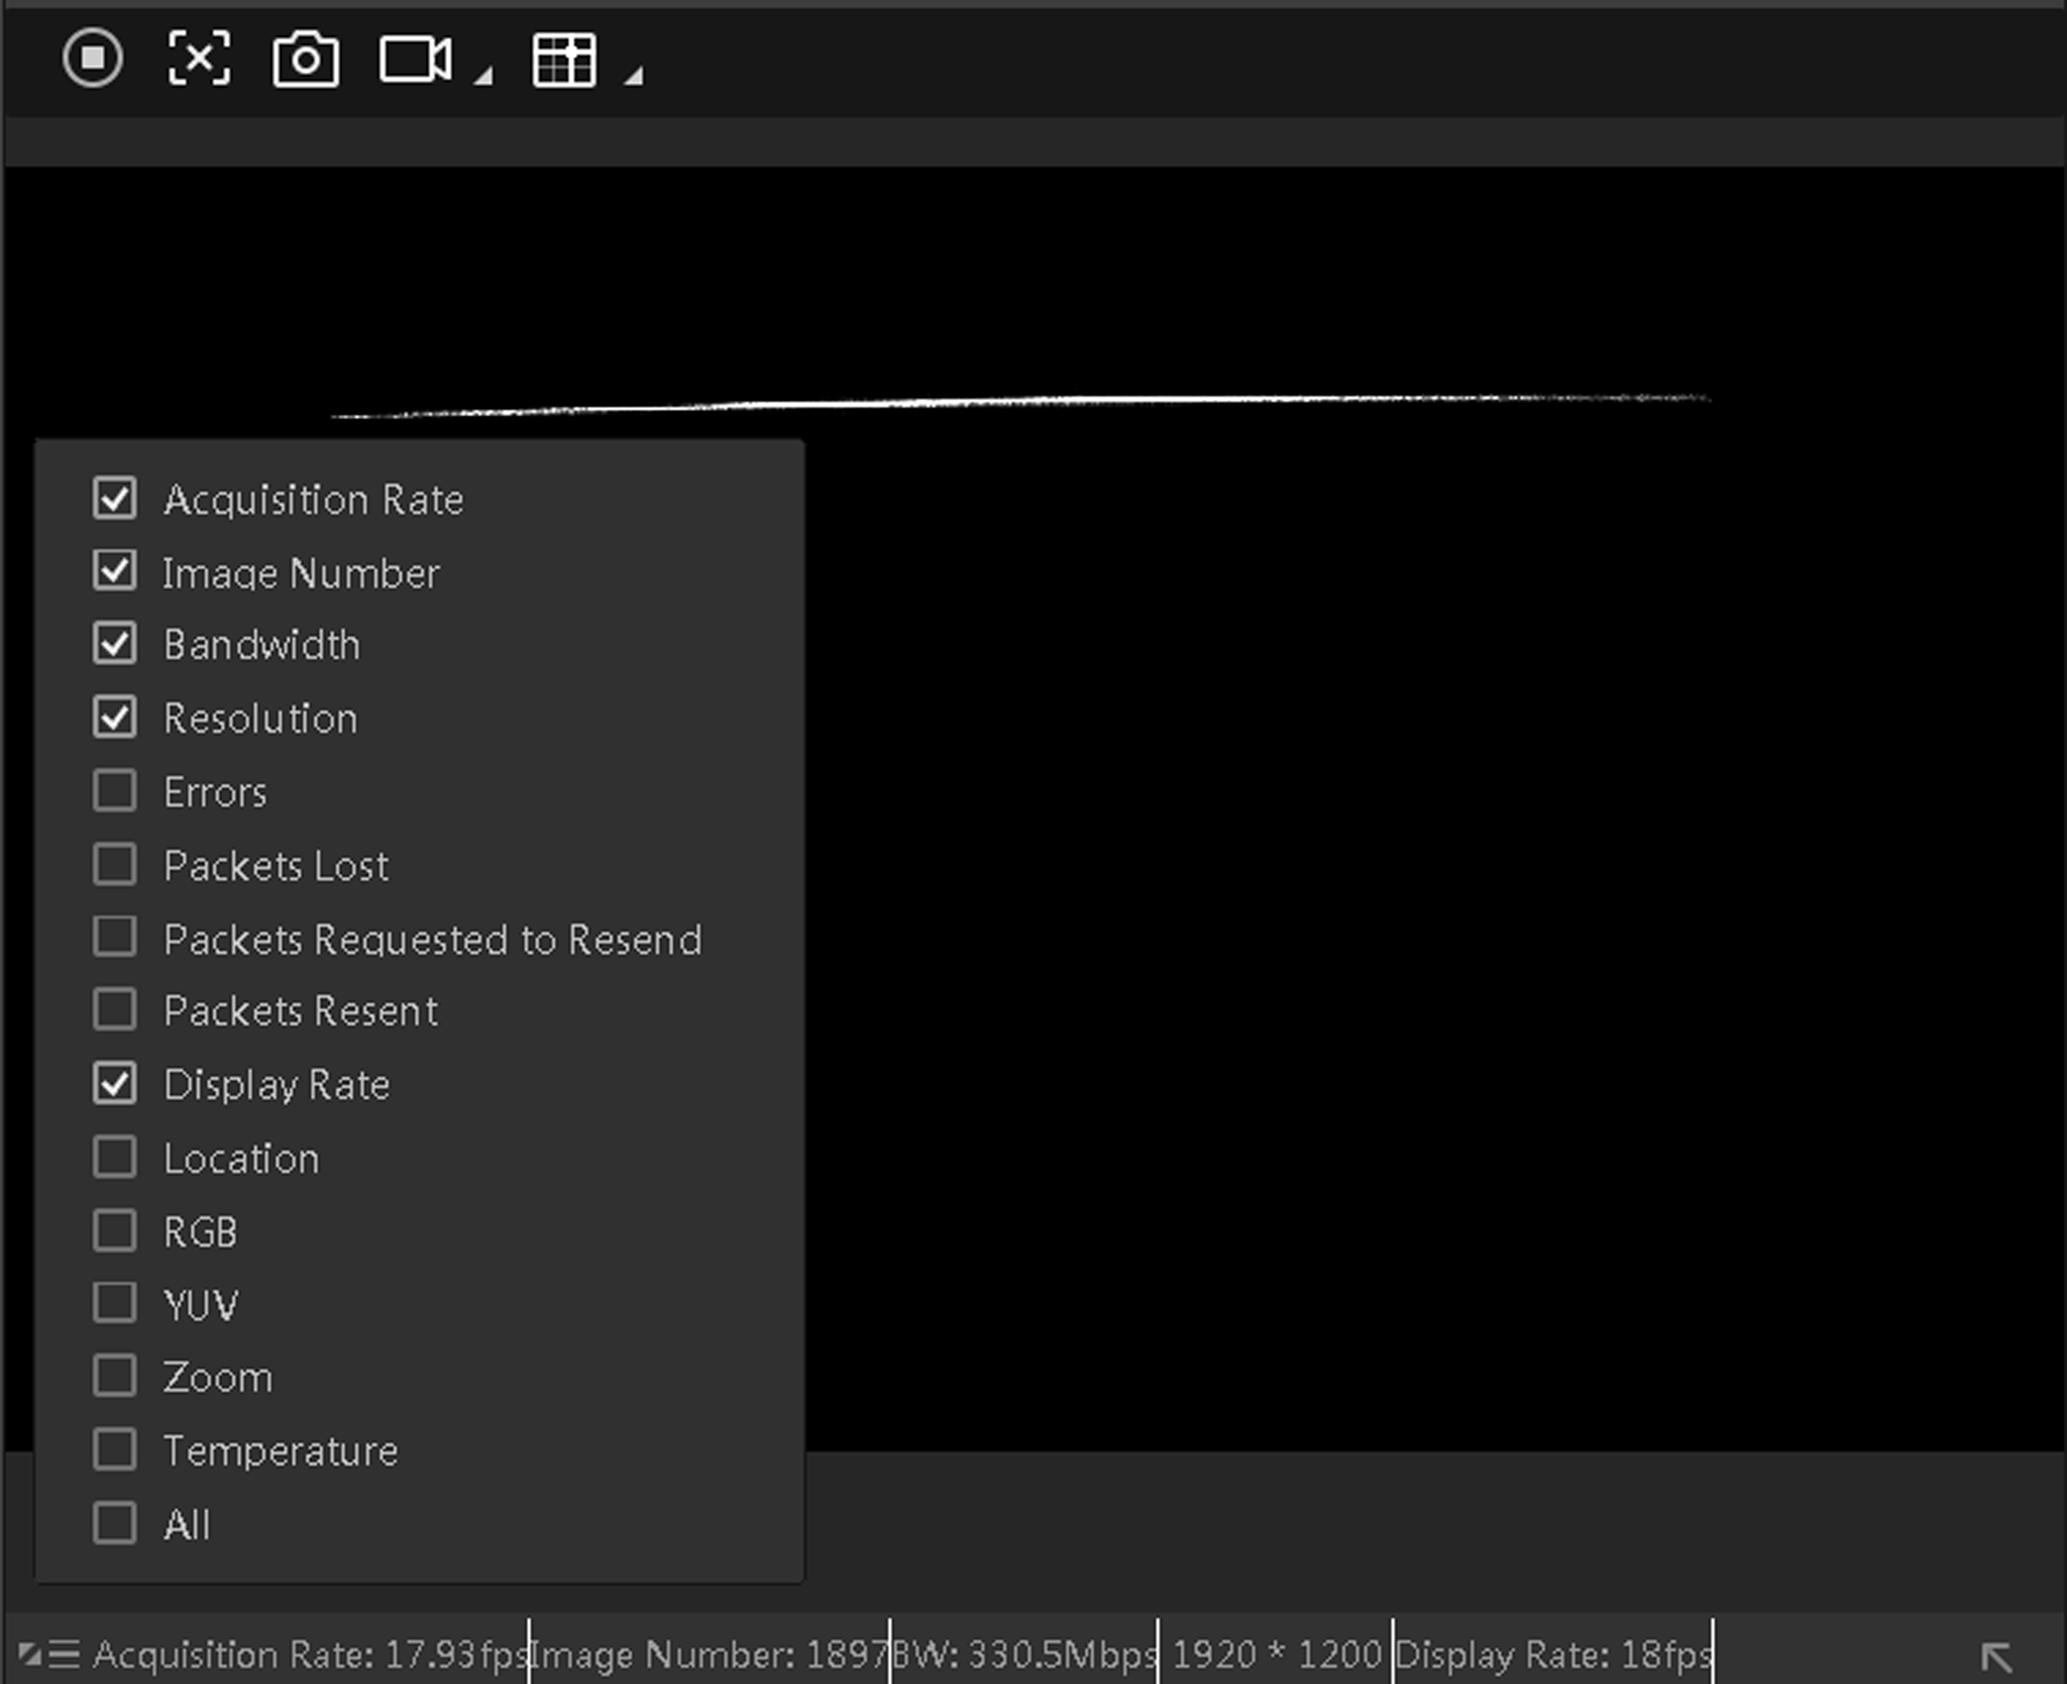 Acquisition Rate
Image Number
Bandwidth
Resolution
Errors
Packets Lost
Packets Requested to Resend
Packets Resent
Display Rate
Location
RGB
YUV
Zoom
Temperature
All
Acquisition Rate: 17.93fps Image Number: 1897 BW: 330.5Mbps 1920 * 1200 Display Rate: 18fps